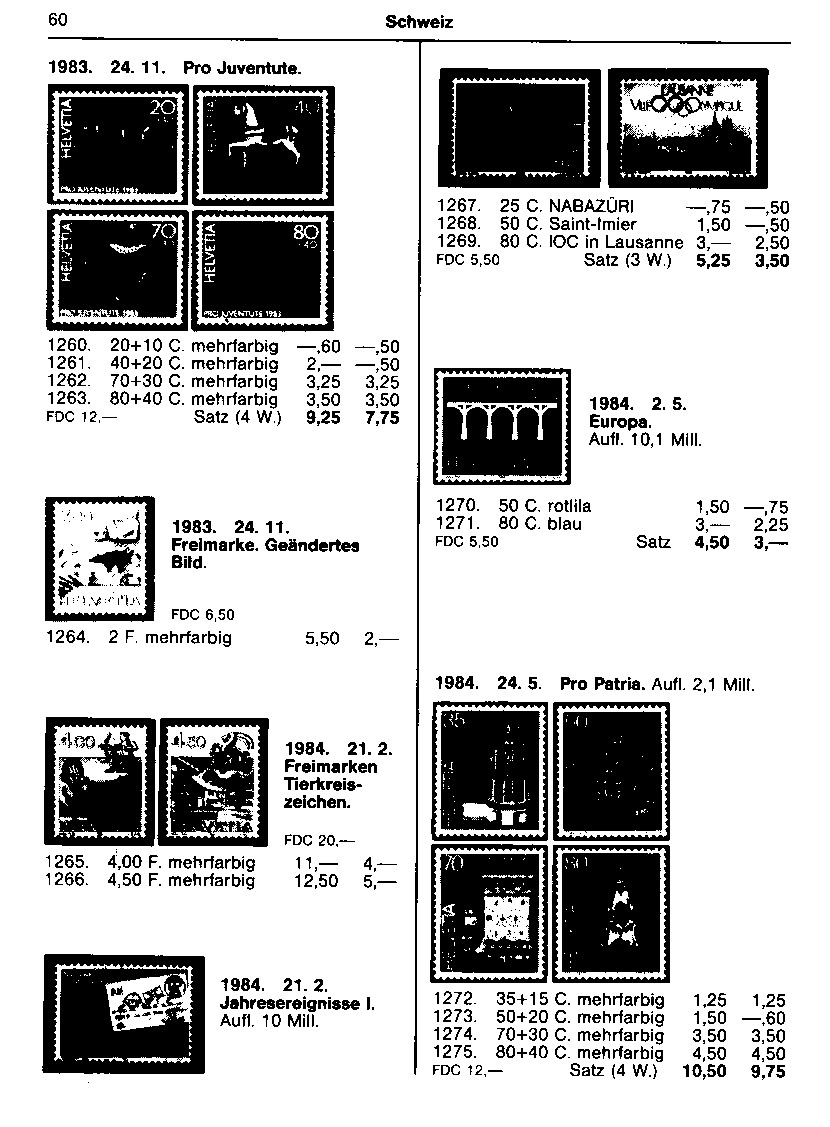 60
Schweiz
1983. 24. 11. Pro Juventute.
HELVETIA 20
PRO JUVENTUTE 1983
40
HELVETIA 70
PRO JUVENTUTE 1983
HELVETIA 80
PRO JUVENTUTE 1983
1260. 20+10 C. mehrfarbig —,60 —,50
1261. 40+20 C. mehrfarbig 2,— —,50
1262. 70+30 C. mehrfarbig 3,25 3,25
1263. 80+40 C. mehrfarbig 3,50 3,50
FDC 12,— Satz (4 W.) 9,25 7,75
1983. 24. 11.
Freimarke. Geändertes
Bild.
FDC 6,50
1264. 2 F. mehrfarbig 5,50 2,—
1984. 21. 2.
Freimarken
Tierkreis-
zeichen.
FDC 20,—
1265. 4,00 F. mehrfarbig 11,— 4,—
1266. 4,50 F. mehrfarbig 12,50 5,—
1984. 21. 2.
Jahresereignisse I.
Aufl. 10 Mill.
LAUSANNE
VILLE OLYMPIQUE
1267. 25 C. NABAZÜRI —,75 —,50
1268. 50 C. Saint-Imier 1,50 —,50
1269. 80 C. IOC in Lausanne 3,— 2,50
FDC 5,50 Satz (3 W.) 5,25 3,50
1984. 2. 5.
Europa.
Aufl. 10,1 Mill.
1270. 50 C. rotlila 1,50 —,75
1271. 80 C. blau 3,— 2,25
FDC 5,50 Satz 4,50 3,—
1984. 24. 5. Pro Patria. Aufl. 2,1 Mill.
35
50
70
80
1272. 35+15 C. mehrfarbig 1,25 1,25
1273. 50+20 C. mehrfarbig 1,50 —,60
1274. 70+30 C. mehrfarbig 3,50 3,50
1275. 80+40 C. mehrfarbig 4,50 4,50
FDC 12,— Satz (4 W.) 10,50 9,75